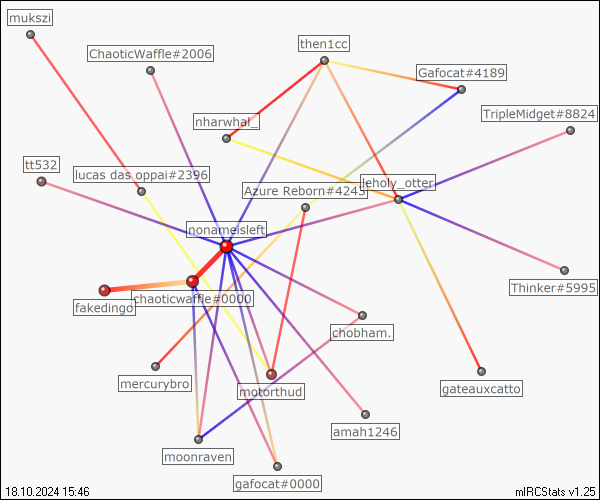 mukszi
ChaoticWaffle#2006
then1cc
Gafocat#4189
TripleMidget#8824
nharwhal_
tt532
lucas das oppai#2396
Azure Reborn#4243
leholy_otter
nonameisleft
Thinker#5995
chaoticwaffle#0000
fakedingo
chobham.
mercurybro
motorthud
gateauxcatto
amah1246
moonraven
gafocat#0000
18.10.2024 15:46
mIRCStats v1.25